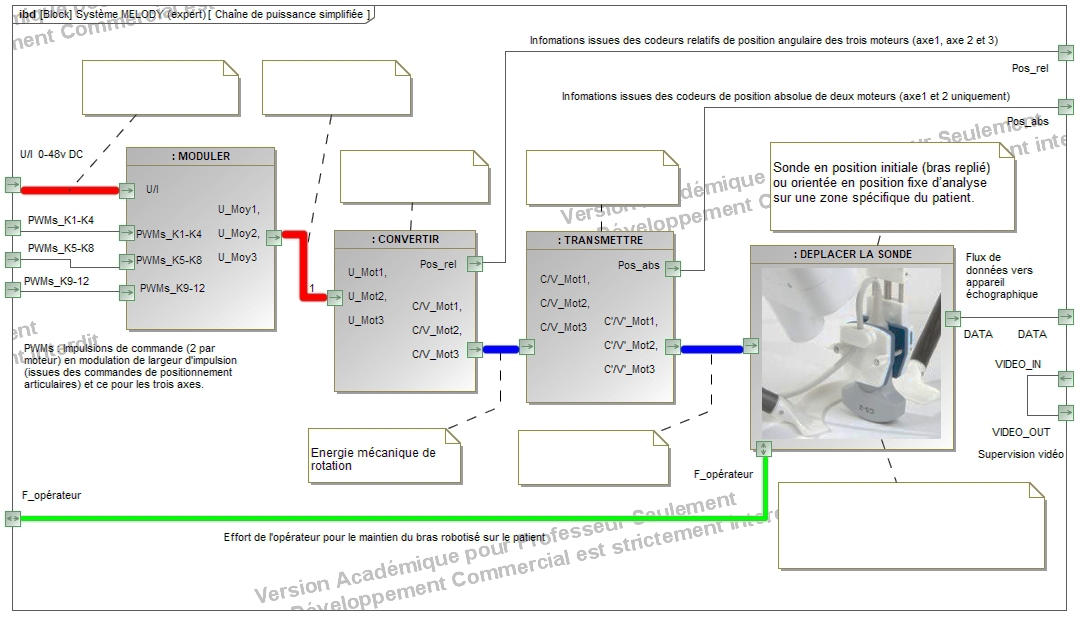 ibd [Block] Système MELODY (expert) [ Chaîne de puissance simplifiée ]
Infomations issues des codeurs relatifs de position angulaire des trois moteurs (axe1, axe 2 et 3)
Pos_rel
Infomations issues des codeurs de position absolue de deux moteurs (axe1 et 2 uniquement)
Pos_abs
U/I 0-48v DC
: MODULER
U/I
PWMs_K1-K4
PWMs_K5-K8
PWMs_K9-12
PWMs_K1-K4
PWMs_K5-K8
PWMs_K9-12
U_Moy1,
U_Moy2,
U_Moy3
1
: CONVERTIR
Pos_rel
U_Mot1,
U_Mot2,
U_Mot3
C/V_Mot1,
C/V_Mot2,
C/V_Mot3
: TRANSMETTRE
Pos_abs
C/V_Mot1,
C/V_Mot2,
C/V_Mot3
C'/V'_Mot1,
C'/V'_Mot2,
C'/V'_Mot3
Sonde en position initiale (bras replié)
ou orientée en position fixe d'analyse
sur une zone spécifique du patient.
: DEPLACER LA SONDE
Flux de
données vers
appareil
échographique
DATA
DATA
VIDEO_IN
VIDEO_OUT
Supervision vidéo
PWMs : Impulsions de commande (2 par
moteur) en modulation de largeur d'impulsion
(issues des commandes de positionnement
articulaires) et ce pour les trois axes.
Energie mécanique de
rotation
F_opérateur
F_opérateur
Effort de l'opérateur pour le maintien du bras robotisé sur le patient
Version Académique pour Professeur Seulement
Développement Commercial est strictement inter